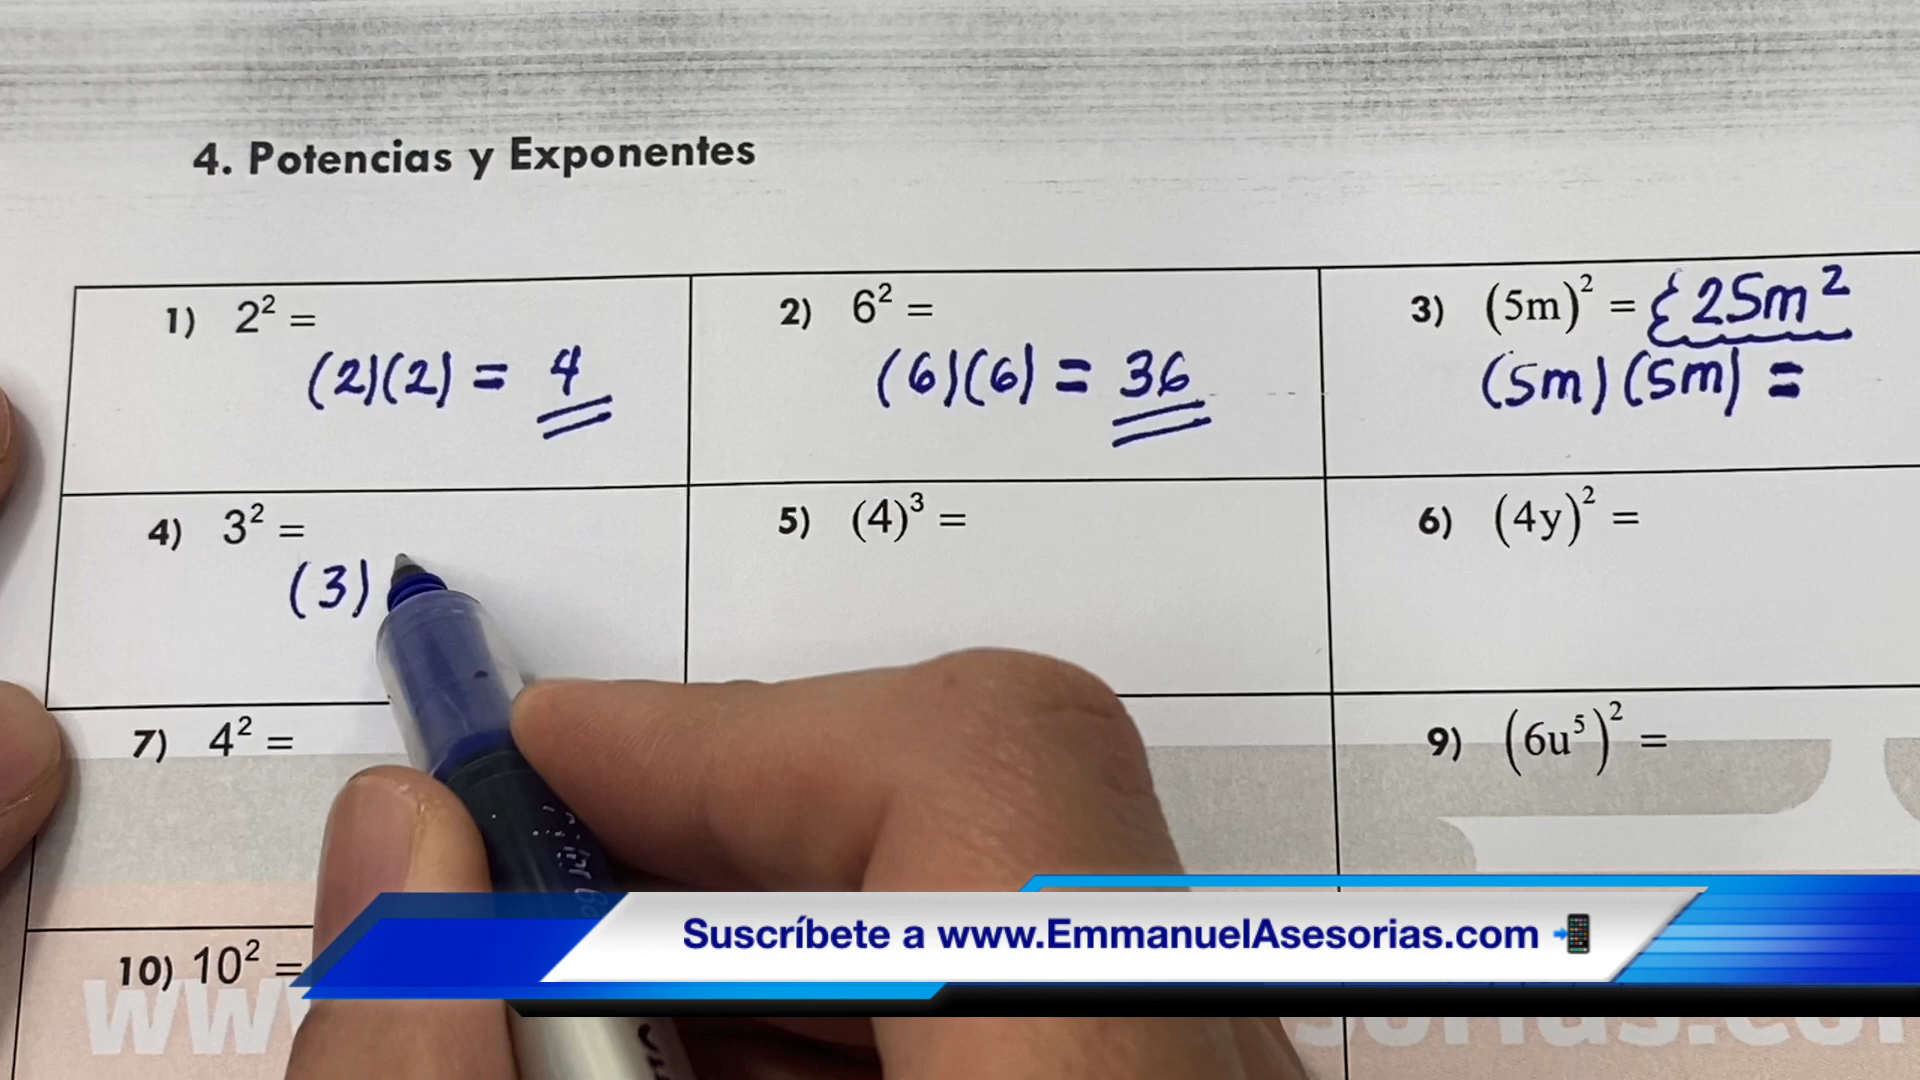 4. Potencias y Exponentes
1) 2² =
(2)(2) = 4
2) 6² =
(6)(6) = 36
3) (5m)² = {25m²
(5m)(5m) =
4) 3² =
(3)
5) (4)³ =
6) (4y)² =
7) 4² =
9) (6u⁵)² =
10) 10² =
Suscríbete a www.EmmanuelAsesorias.com